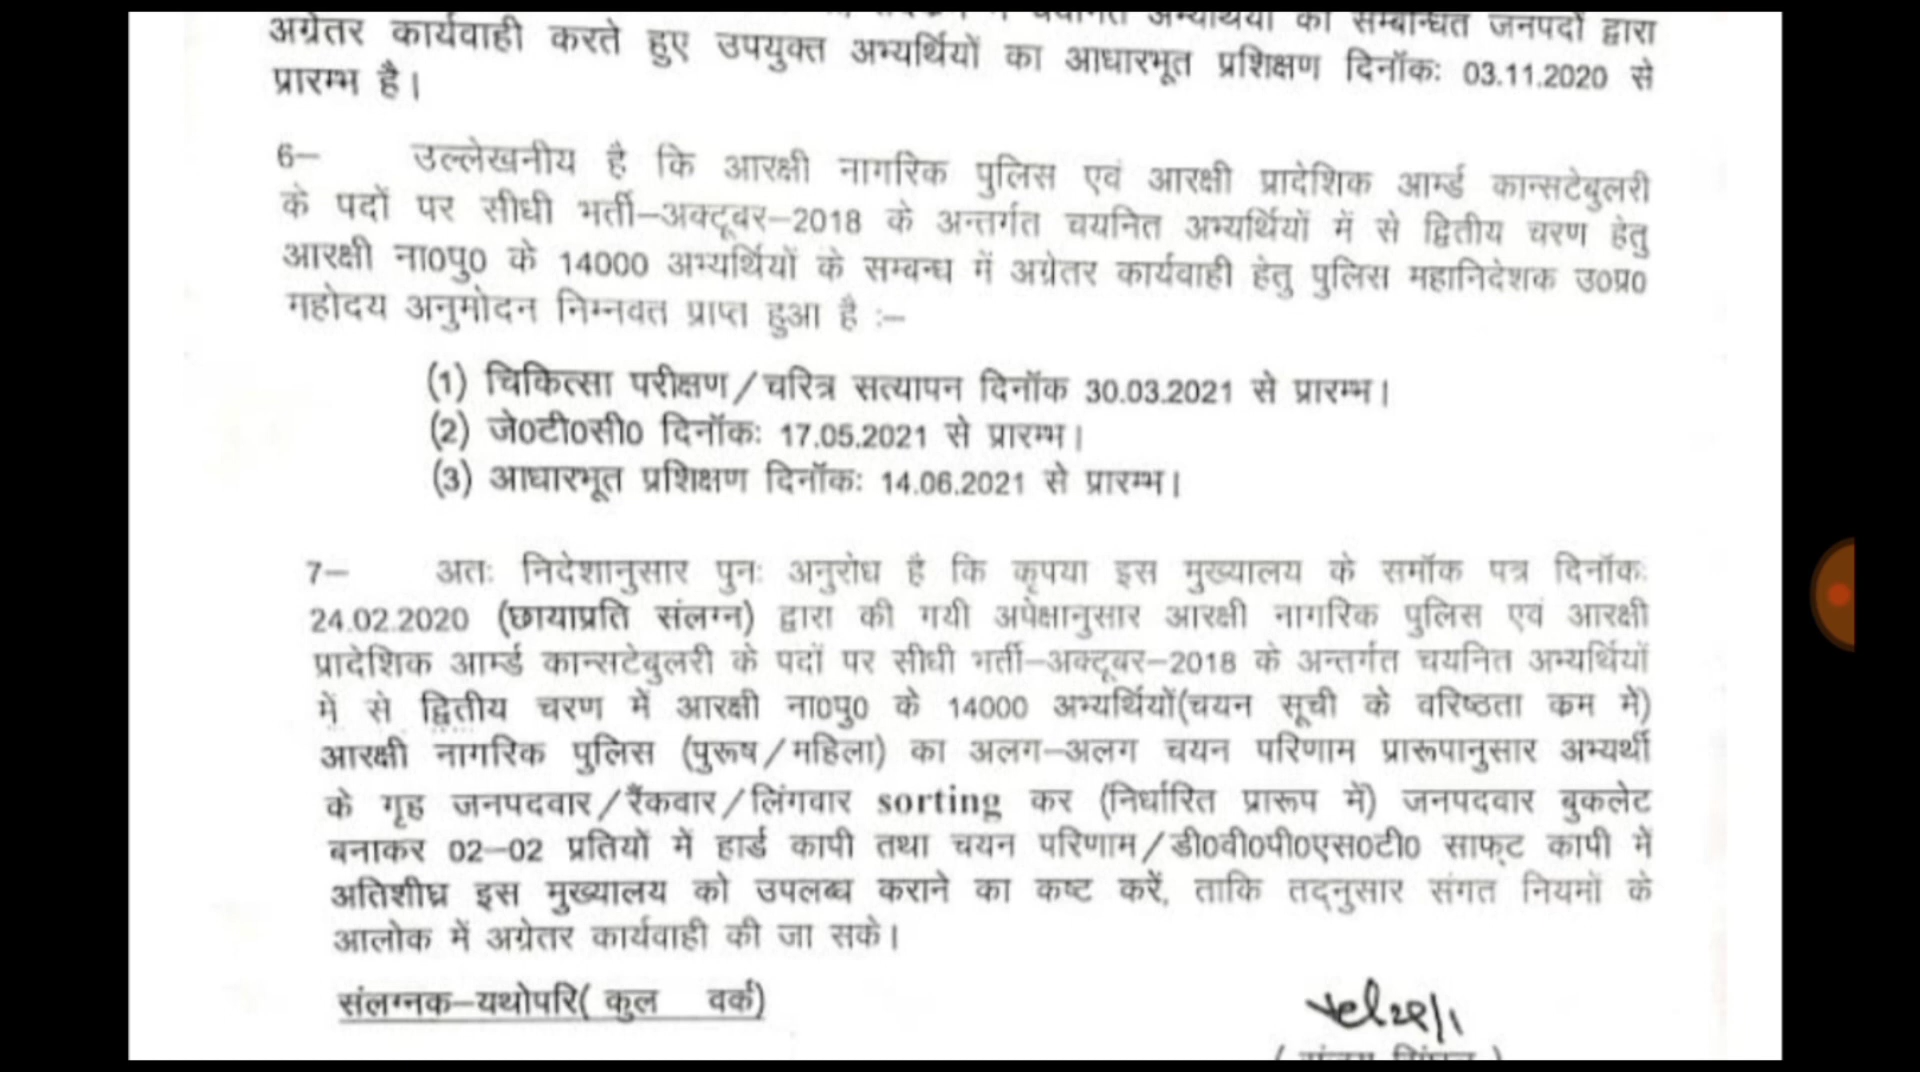 अभ्यर्थियों को सम्बन्धित जनपदों द्वारा
अग्रेतर कार्यवाही करते हुए उपयुक्त अभ्यर्थियों का आधारभूत प्रशिक्षण दिनॉकः 03.11.2020 से
प्रारम्भ है।
6— उल्लेखनीय है कि आरक्षी नागरिक पुलिस एवं आरक्षी प्रादेशिक आर्म्ड कान्सटेबुलरी
के पदों पर सीधी भर्ती—अक्टूबर—2018 के अन्तर्गत चयनित अभ्यर्थियों में से द्वितीय चरण हेतु
आरक्षी ना0पु0 के 14000 अभ्यर्थियों के सम्बन्ध में अग्रेतर कार्यवाही हेतु पुलिस महानिदेशक उ0प्र0
महोदय अनुमोदन निम्नवत प्राप्त हुआ है :—
(1) चिकित्सा परीक्षण/चरित्र सत्यापन दिनॉक 30.03.2021 से प्रारम्भ।
(2) जे0टी0सी0 दिनॉकः 17.05.2021 से प्रारम्भ।
(3) आधारभूत प्रशिक्षण दिनॉकः 14.06.2021 से प्रारम्भ।
7— अतः निदेशानुसार पुनः अनुरोध है कि कृपया इस मुख्यालय के समॉक पत्र दिनॉकः
24.02.2020 (छायाप्रति संलग्न) द्वारा की गयी अपेक्षानुसार आरक्षी नागरिक पुलिस एवं आरक्षी
प्रादेशिक आर्म्ड कान्सटेबुलरी के पदों पर सीधी भर्ती—अक्टूबर—2018 के अन्तर्गत चयनित अभ्यर्थियों
में से द्वितीय चरण में आरक्षी ना0पु0 के 14000 अभ्यर्थियों(चयन सूची के वरिष्ठता कम में)
आरक्षी नागरिक पुलिस (पुरूष/महिला) का अलग—अलग चयन परिणाम प्रारूपानुसार अभ्यर्थी
के गृह जनपदवार/रैंकवार/लिंगवार sorting कर (निर्धारित प्रारूप में) जनपदवार बुकलेट
बनाकर 02—02 प्रतियों में हार्ड कापी तथा चयन परिणाम/डी0वी0पी0एस0टी0 साफ्ट कापी में
अतिशीघ्र इस मुख्यालय को उपलब्ध कराने का कष्ट करें, ताकि तद्नुसार संगत नियमों के
आलोक में अग्रेतर कार्यवाही की जा सके।
संलग्नक—यथोपरि( कुल वर्क)